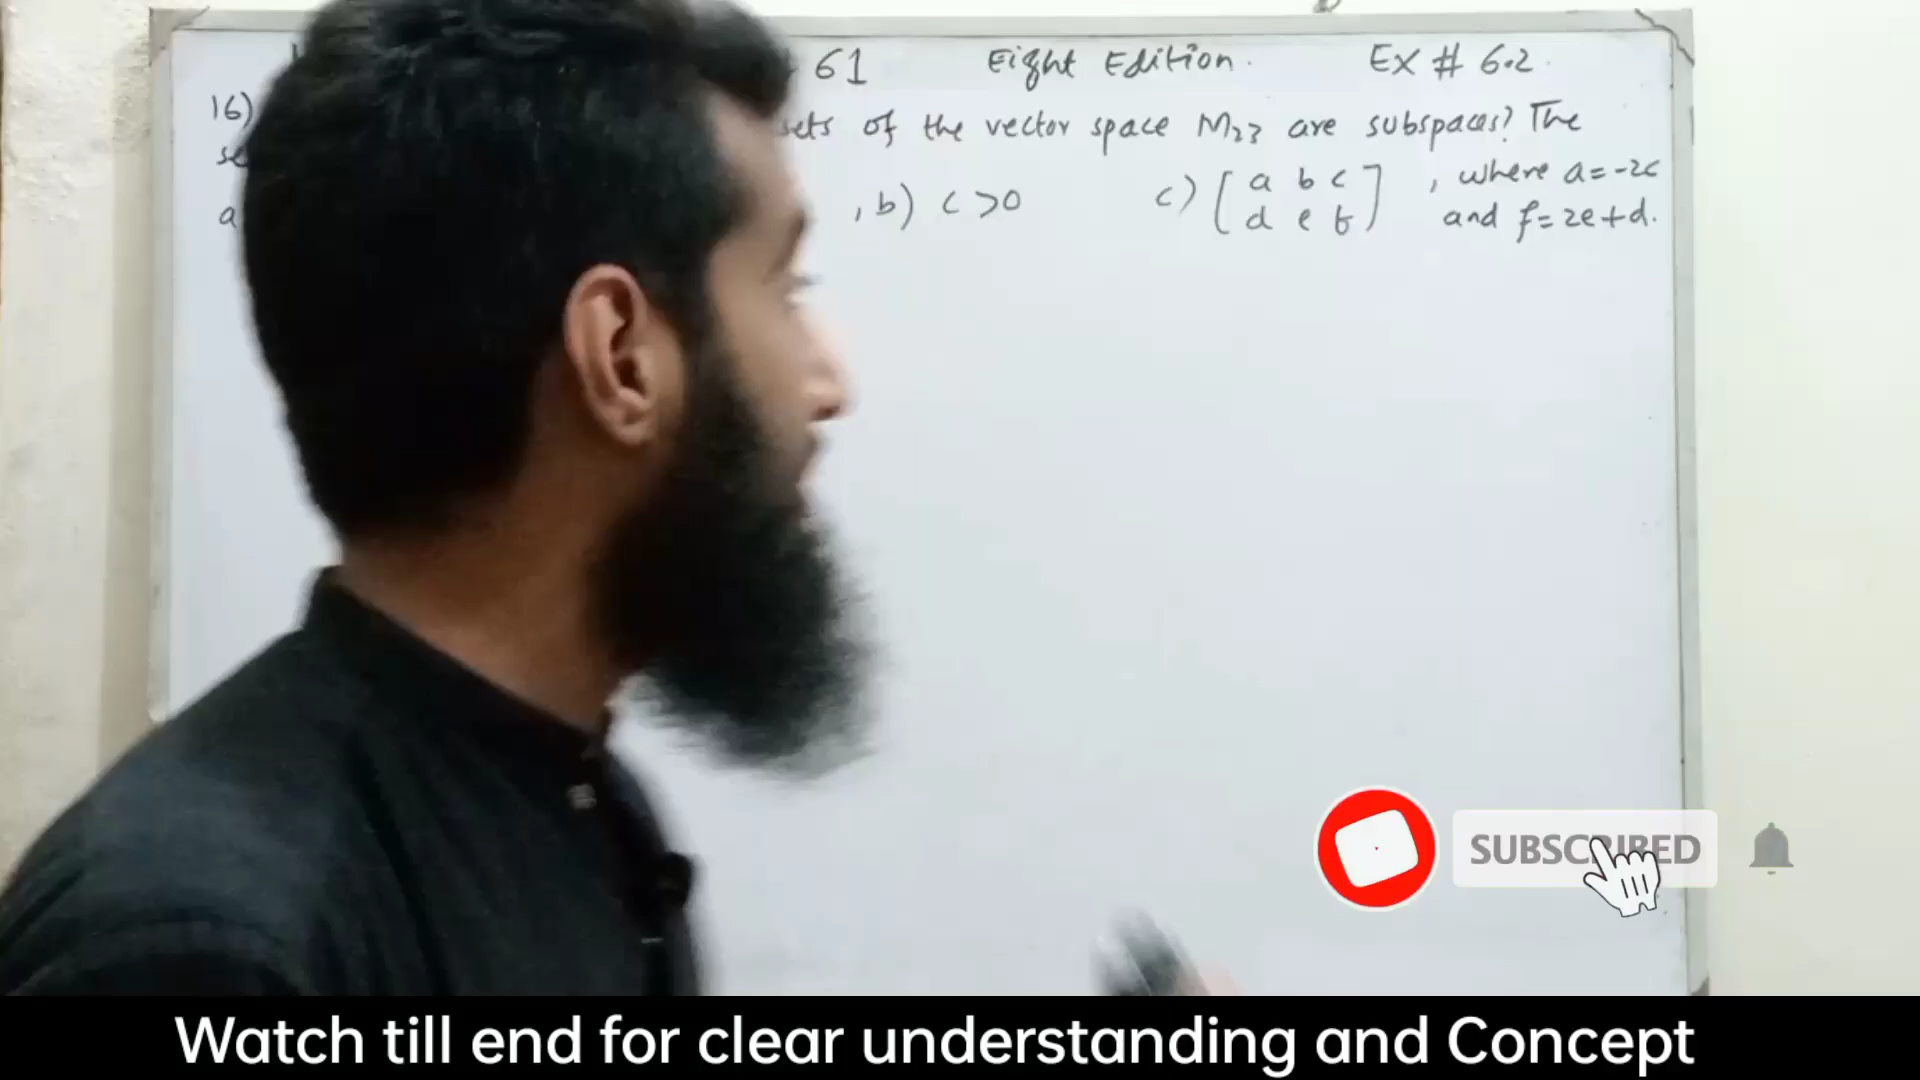 61 Eight Edition. Ex # 6.2.
16) sets of the vector space M23 are subspaces? The
se
a , b) c >0 c) [ a b c ] , where a = -2c
d e f and f = 2e+d.
SUBSCRIBED
Watch till end for clear understanding and Concept